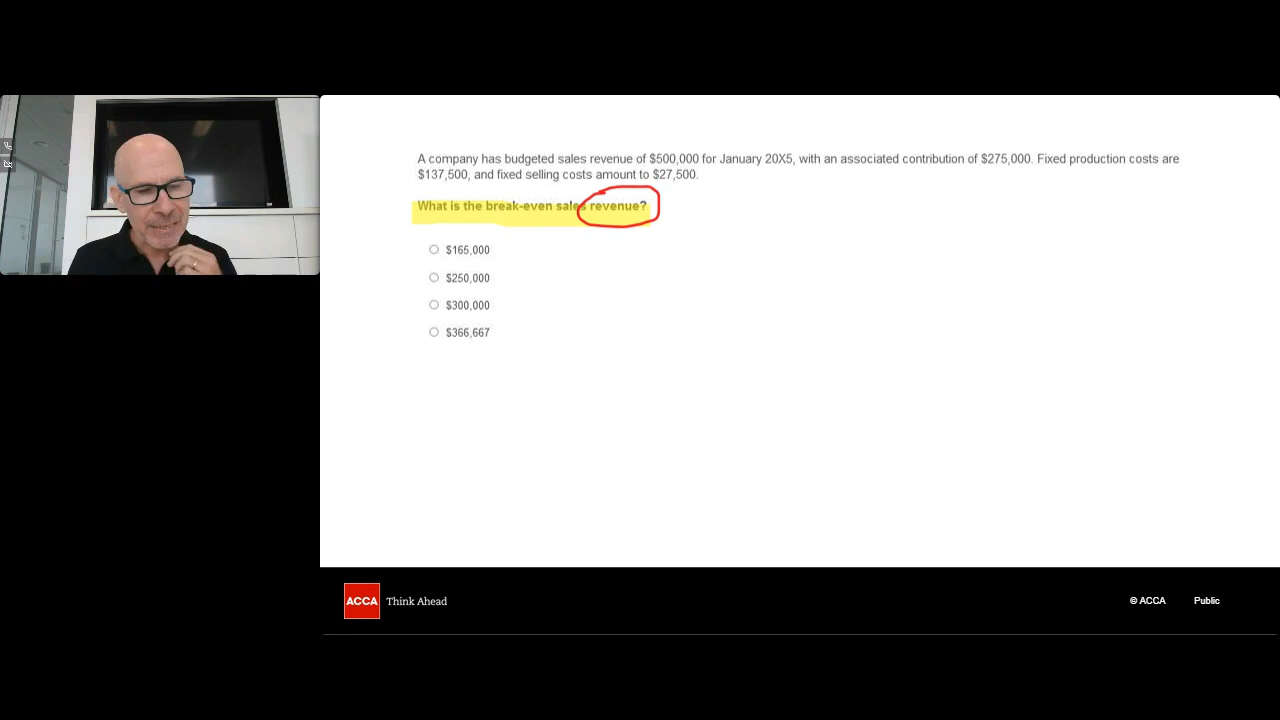 A company has budgeted sales revenue of $500,000 for January 20X5, with an associated contribution of $275,000. Fixed production costs are
$137,500, and fixed selling costs amount to $27,500.
What is the break-even sales revenue?
$165,000
$250,000
$300,000
$366,667
ACCA Think Ahead
© ACCA Public